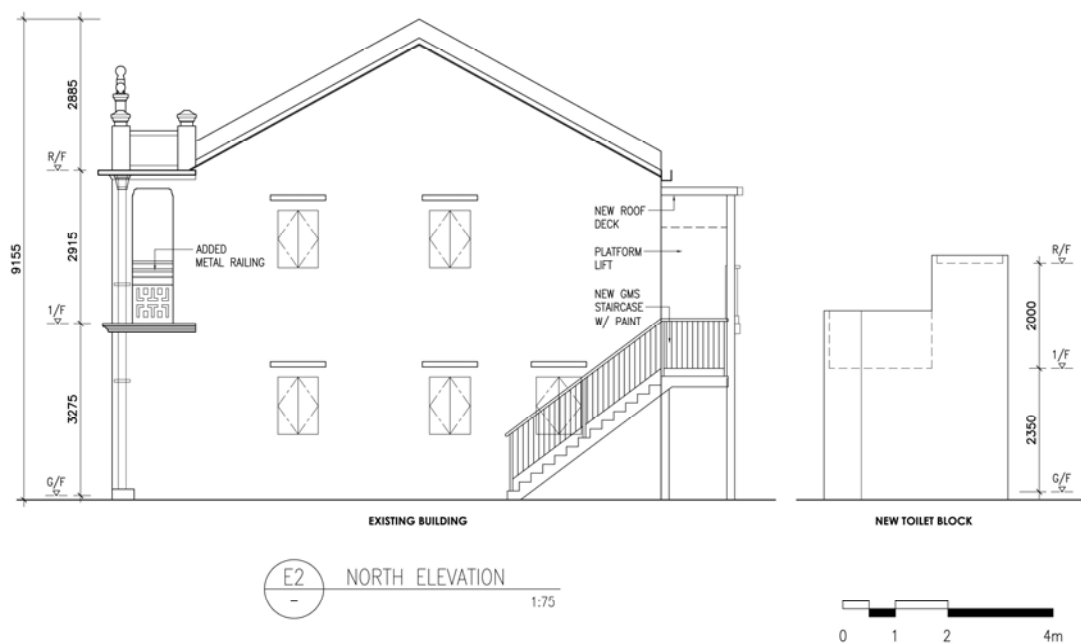 9155
2885
R/F
2915
1/F
3275
G/F
ADDED
METAL RAILING
NEW ROOF
DECK
PLATFORM
LIFT
NEW GMS
STAIRCASE
W/ PAINT
R/F
2000
1/F
2350
G/F
EXISTING BUILDING
NEW TOILET BLOCK
E2
-
NORTH ELEVATION
1:75
0 1 2 4m